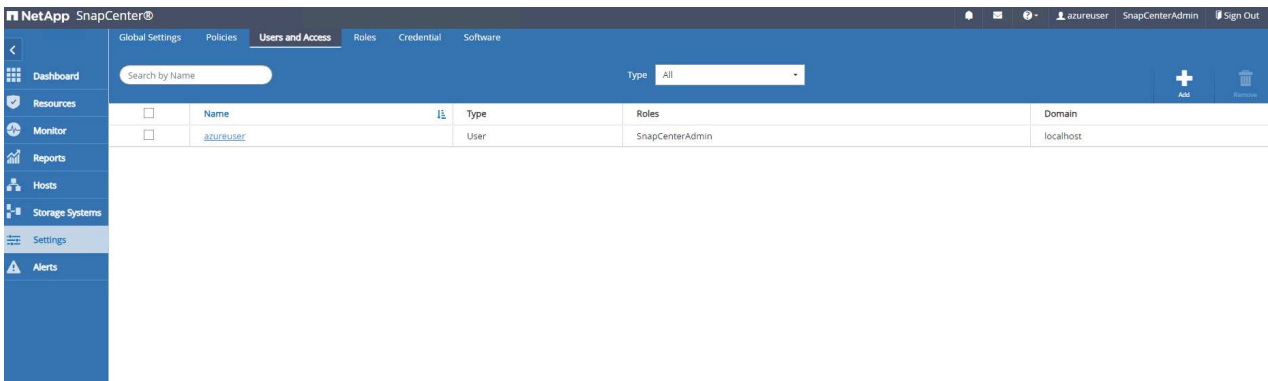 NetApp SnapCenter®
azureuser SnapCenterAdmin Sign Out
Global Settings Policies Users and Access Roles Credential Software
Search by Name Type All
Add Remove
Dashboard
Resources
Monitor
Reports
Hosts
Storage Systems
Settings
Alerts
Name Type Roles Domain
azureuser User SnapCenterAdmin localhost